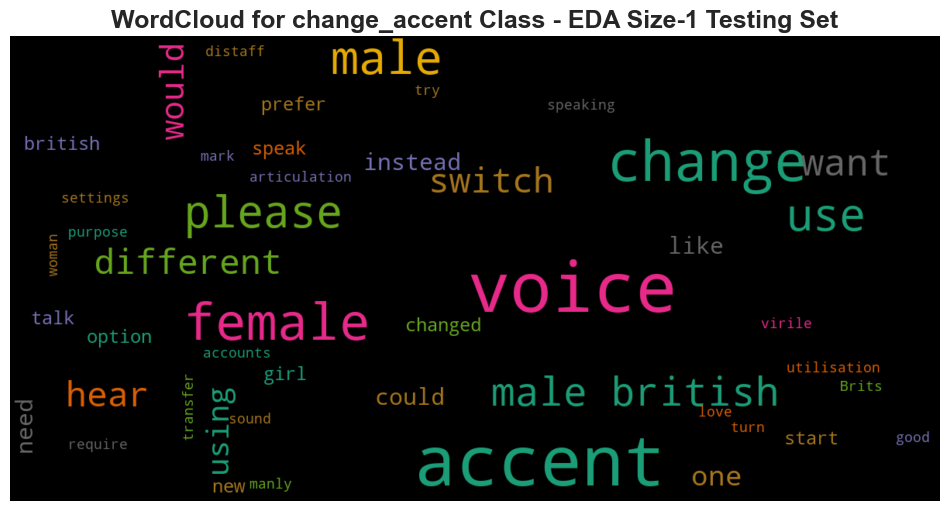 WordCloud for change_accent Class - EDA Size-1 Testing Set
would
distaff
male
try
prefer
speaking
british
mark
speak
instead
articulation
change
want
switch
settings
please
use
purpose
woman
different
like
voice
talk
option
female
changed
virile
accounts
girl
utilisation
Brits
hear
transfer
using
sound
could
male british
love
turn
need
require
start
good
accent
new
manly
one